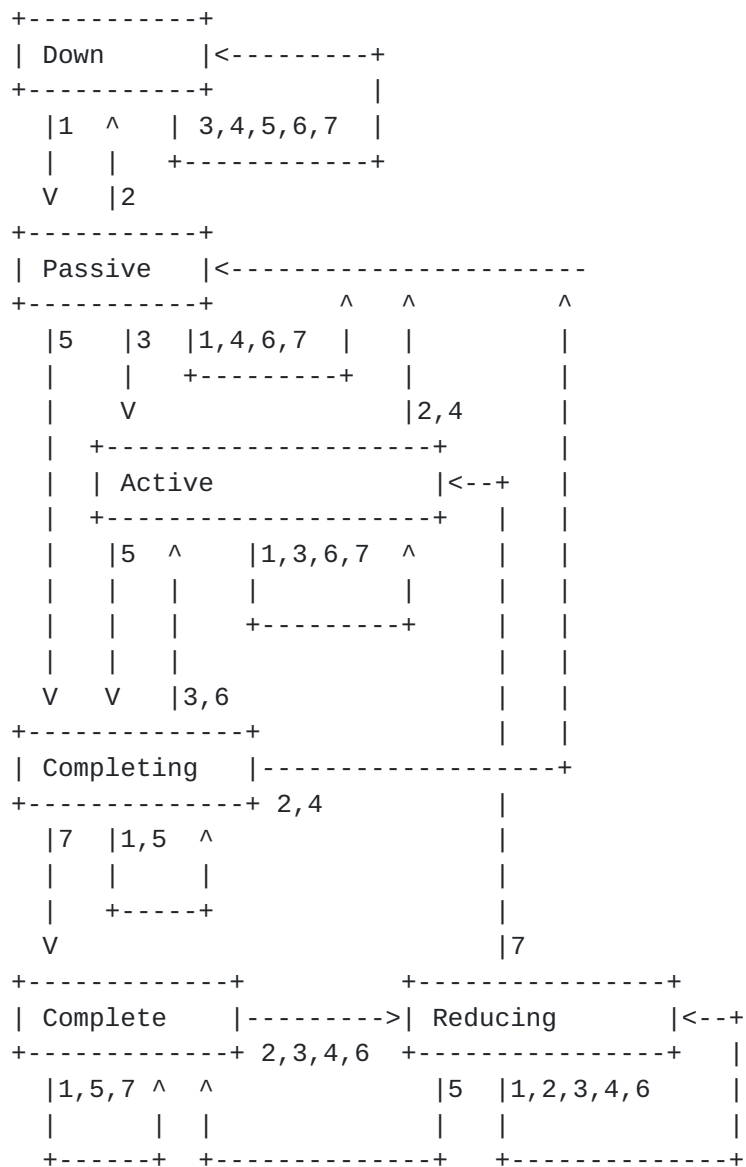 Down
1 3,4,5,6,7
2
Passive
5 3 1,4,6,7
2,4
Active
5 1,3,6,7
3,6
Completing
2,4
7 1,5
7
Complete Reducing
2,3,4,6
1,5,7 5 1,2,3,4,6